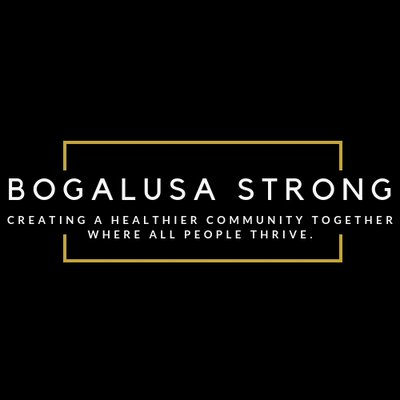 BOGALUSA STRONG
CREATING A HEALTHIER COMMUNITY TOGETHER
WHERE ALL PEOPLE THRIVE.